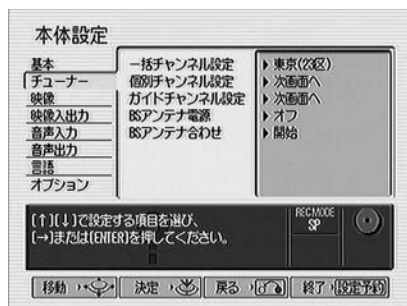 本体設定
基本
チューナー
映像
映像入出力
音声入力
音声出力
言語
オプション
一括チャンネル設定 東京(23区)
個別チャンネル設定 次画面へ
ガイドチャンネル設定 次画面へ
BSアンテナ電源 オフ
BSアンテナ合わせ 開始
[↑][↓]で設定する項目を選び、
[→]または[ENTER]を押してください。
REC MODE
SP
移動 決定 戻る 終了 設定予約